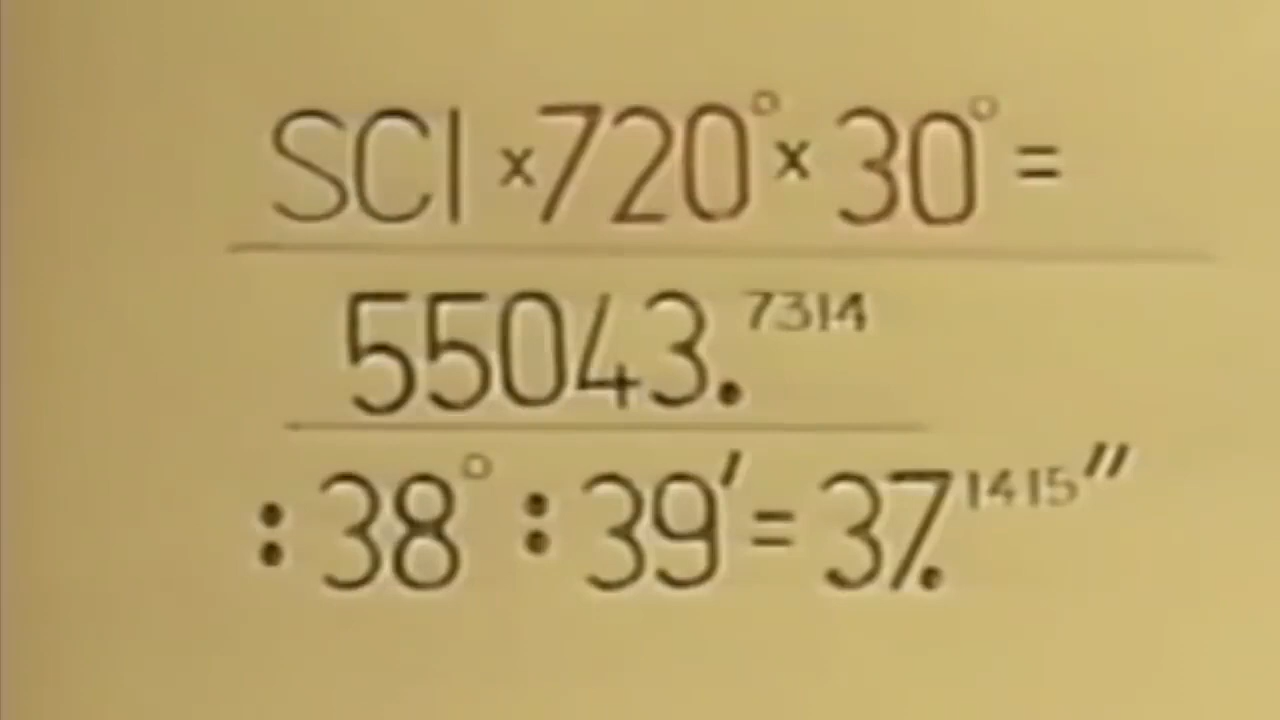 SCI × 720° × 30° =
55043.7314
: 38° : 39′ = 37.1415″